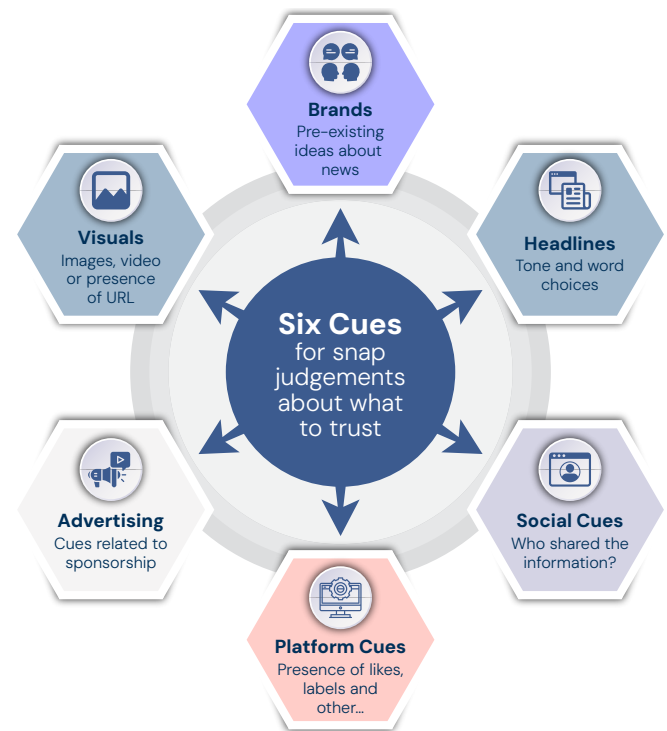 Brands
Pre-existing
ideas about
news
Visuals
Images, video
or presence
of URL
Headlines
Tone and word
choices
Six Cues
for snap
judgements
about what
to trust
Advertising
Cues related to
sponsorship
Social Cues
Who shared the
information?
Platform Cues
Presence of likes,
labels and
other…